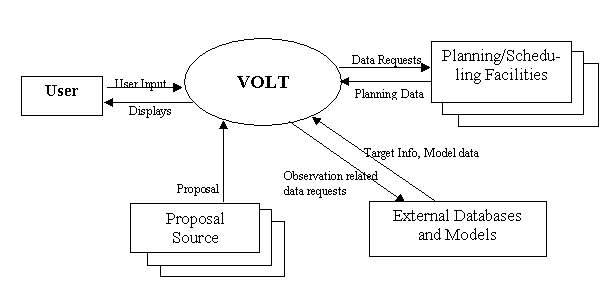 Planning/Schedu-
ling Facilities
Data Requests
VOLT
User
User Input
Planning Data
Displays
Target Info, Model data
Observation related
data requests
Proposal
Proposal
Source
External Databases
and Models